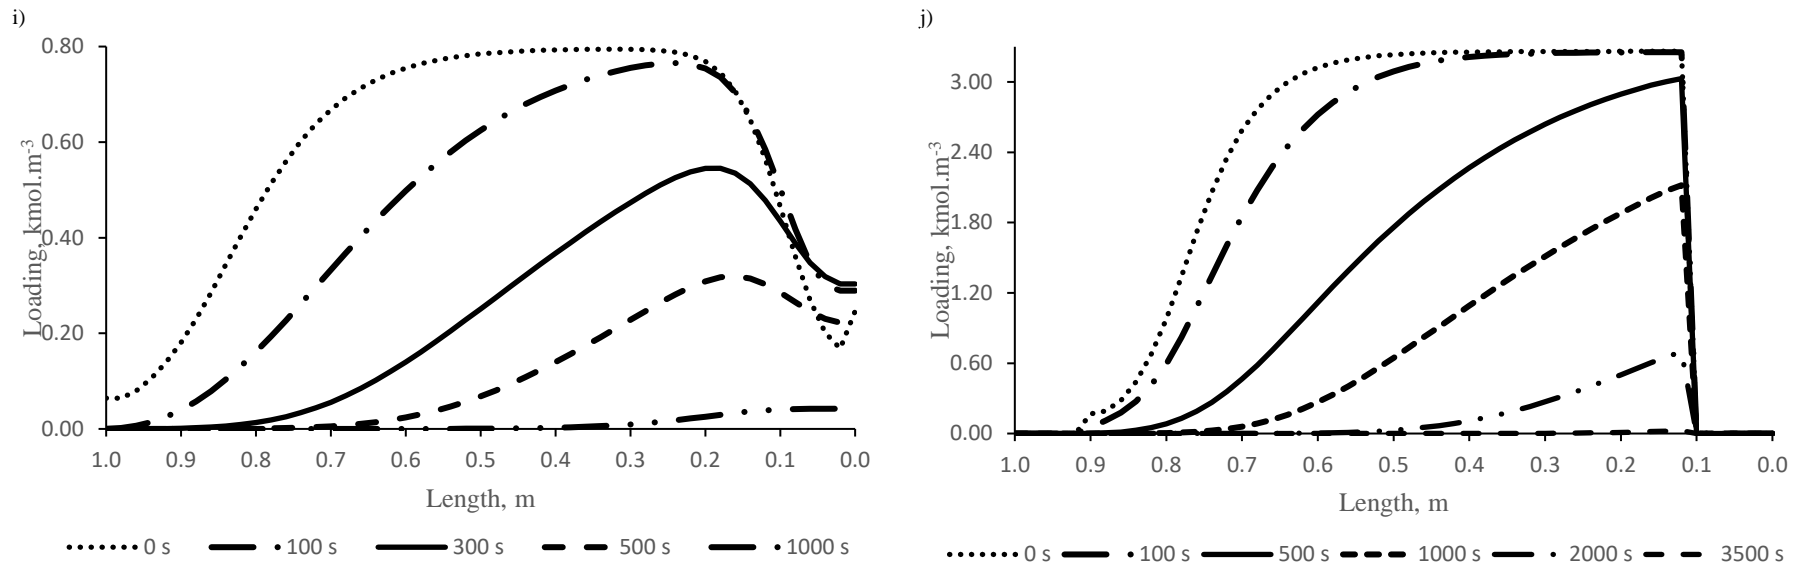 i)
0.80
0.60
0.40
0.20
0.00
Loading, kmol.m-3
1.0 0.9 0.8 0.7 0.6 0.5 0.4 0.3 0.2 0.1 0.0
Length, m
0 s 100 s 300 s 500 s 1000 s
j)
3.00
2.40
1.80
1.20
0.60
0.00
Loading, kmol.m-3
1.0 0.9 0.8 0.7 0.6 0.5 0.4 0.3 0.2 0.1 0.0
Length, m
0 s 100 s 500 s 1000 s 2000 s 3500 s